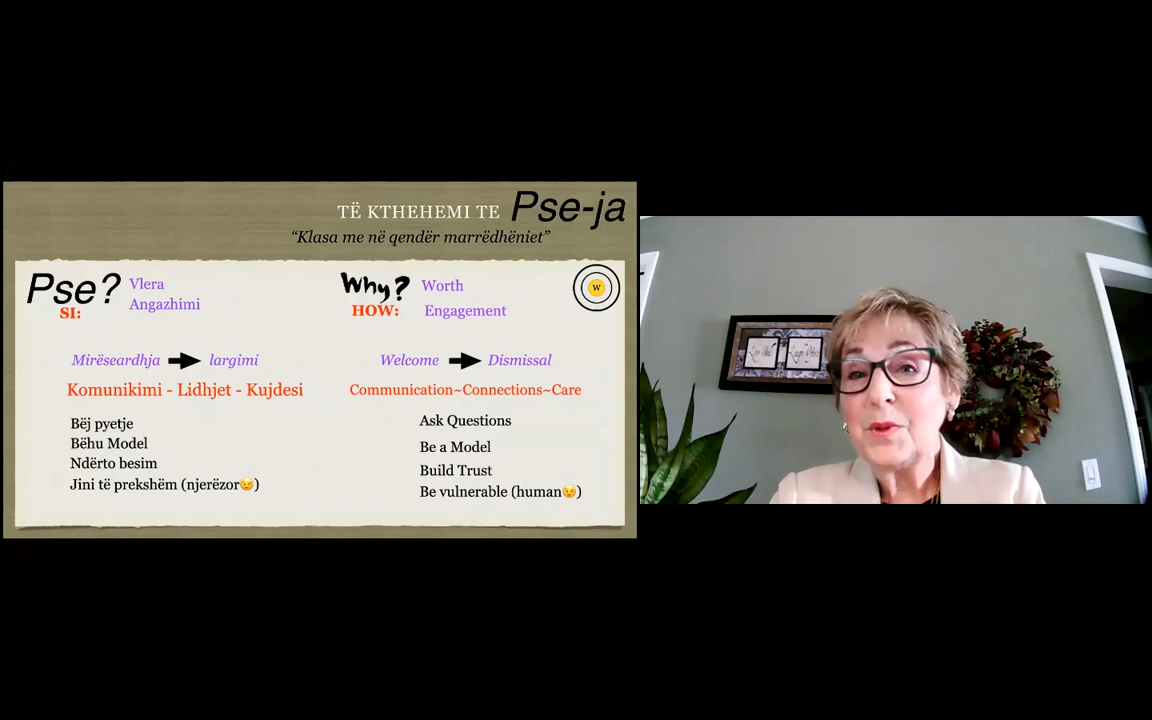 TË KTHEHEMI TE Pse-ja
“Klasa me në qendër marrëdhëniet”
Pse? Vlera
Angazhimi
SI:
Mirëseardhja largimi
Komunikimi - Lidhjet - Kujdesi
Bëj pyetje
Bëhu Model
Ndërto besim
Jini të prekshëm (njerëzor😉)
Why? Worth
HOW: Engagement
W
Welcome Dismissal
Communication~Connections~Care
Ask Questions
Be a Model
Build Trust
Be vulnerable (human😉)